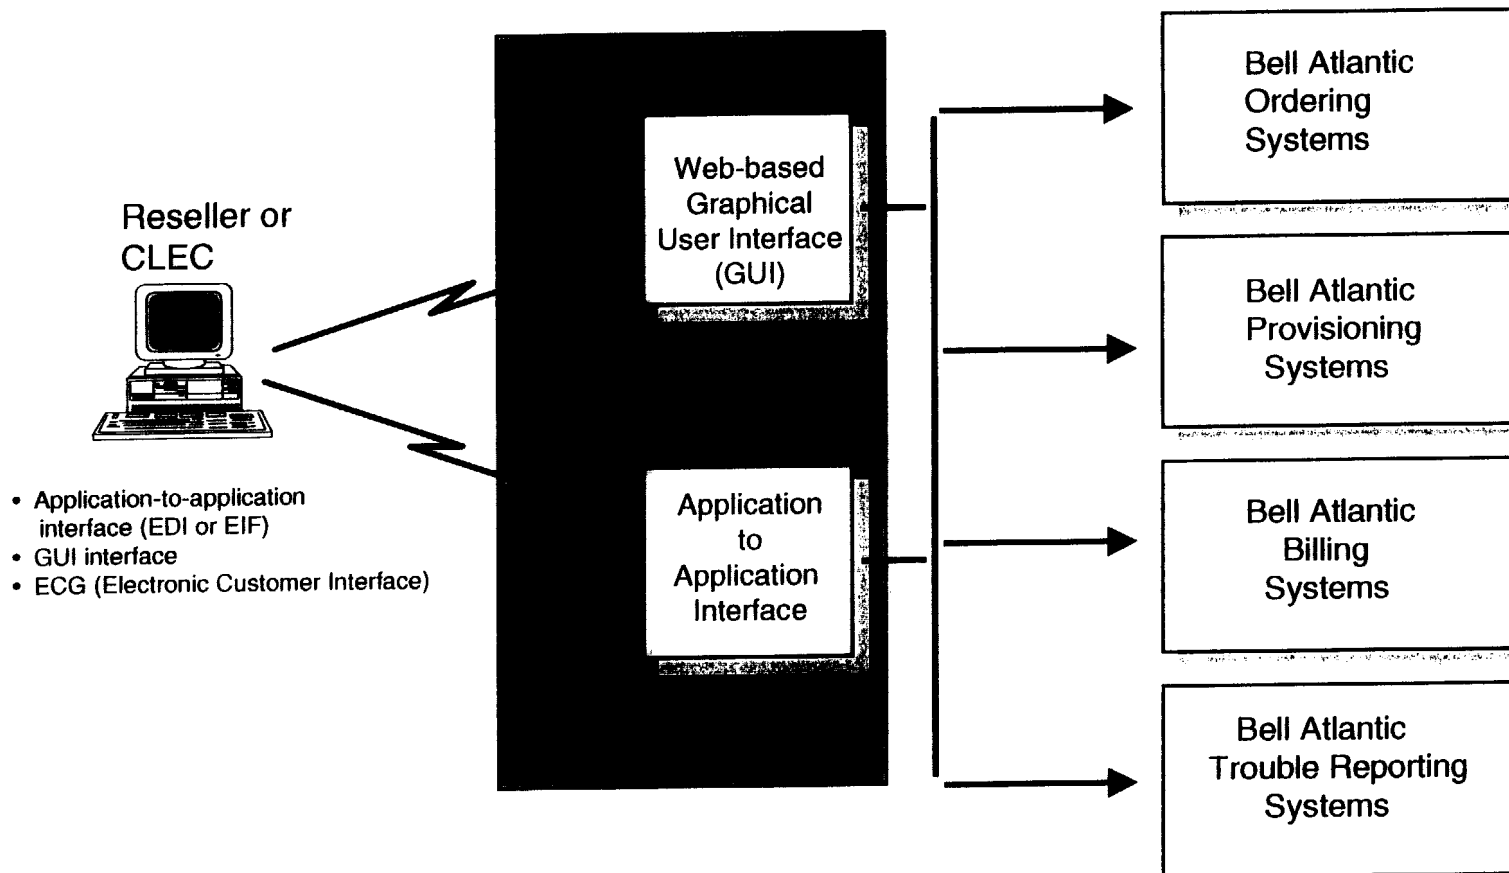 Reseller or
CLEC
• Application-to-application
interface (EDI or EIF)
• GUI interface
• ECG (Electronic Customer Interface)
Web-based
Graphical
User Interface
(GUI)
Application
to
Application
Interface
Bell Atlantic
Ordering
Systems
Bell Atlantic
Provisioning
Systems
Bell Atlantic
Billing
Systems
Bell Atlantic
Trouble Reporting
Systems